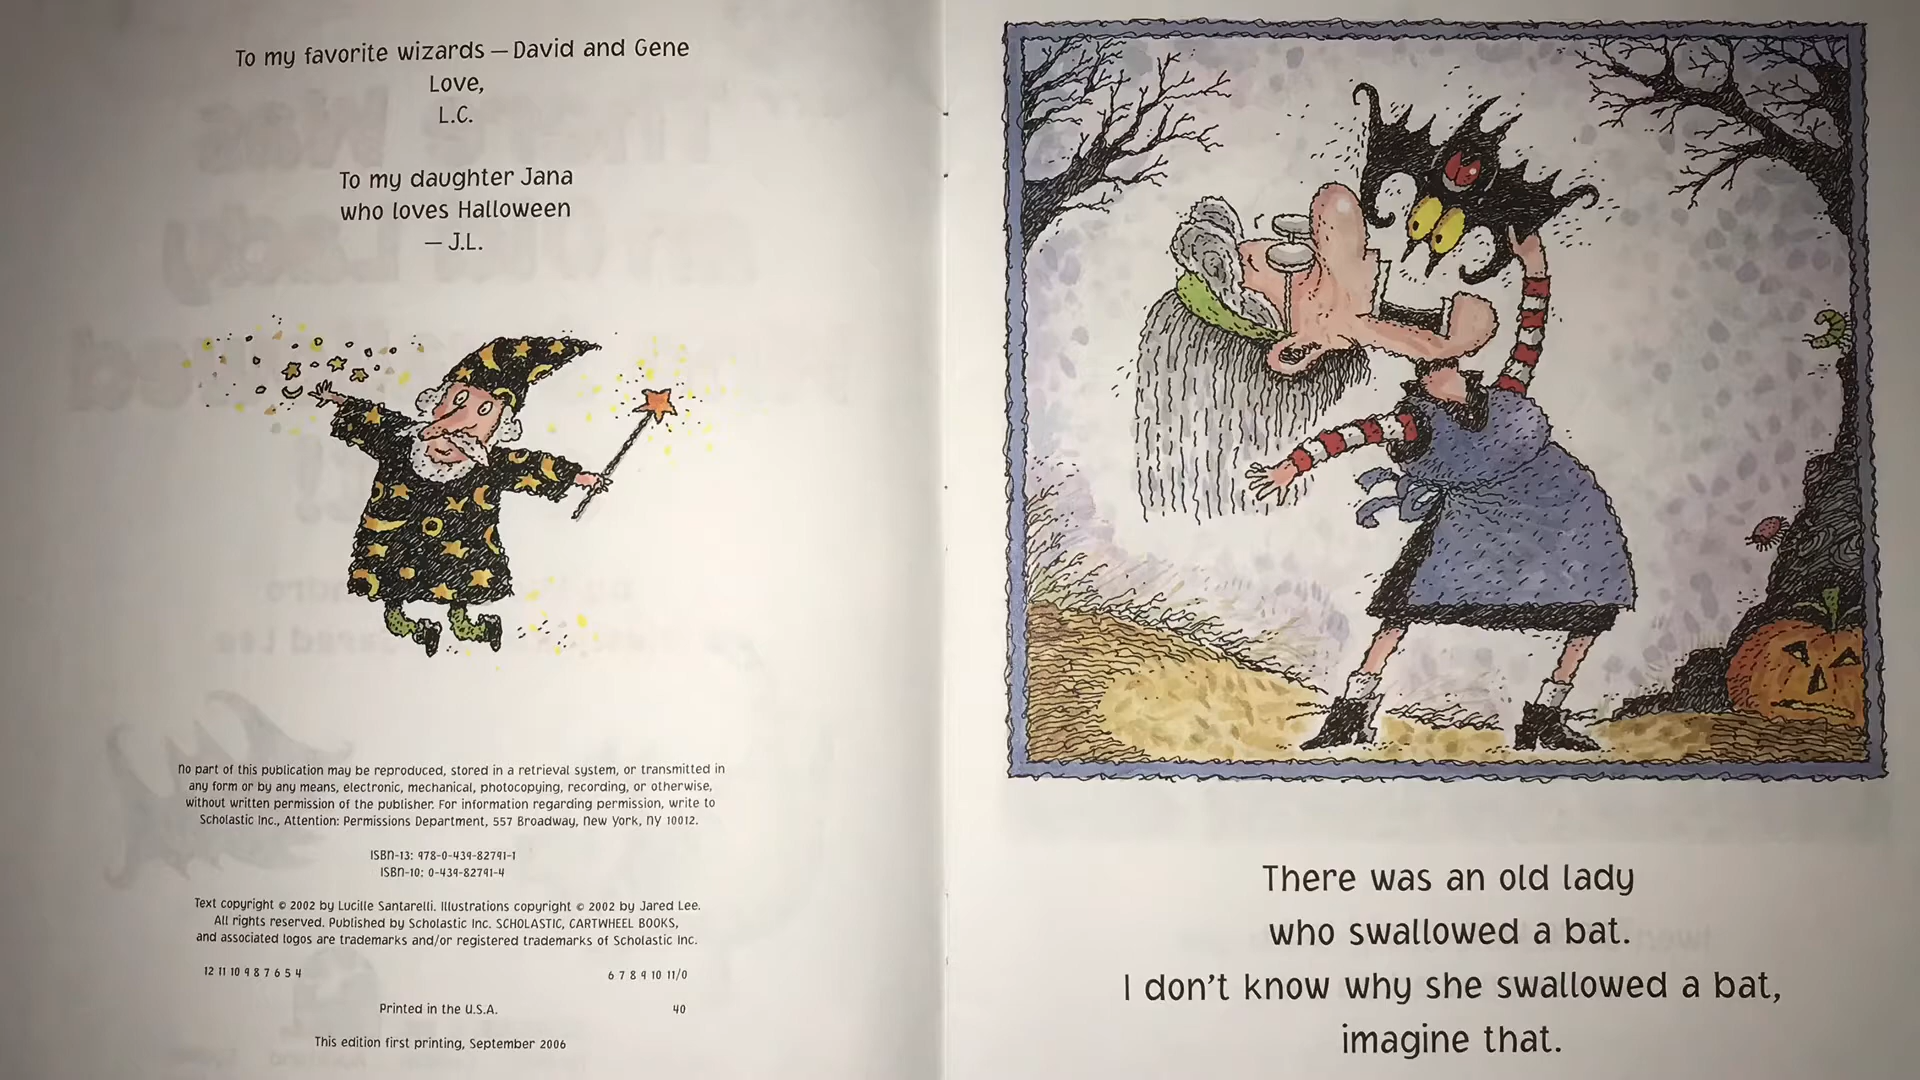 To my favorite wizards — David and Gene
Love,
L.C.
To my daughter Jana
who loves Halloween
— J.L.
No part of this publication may be reproduced, stored in a retrieval system, or transmitted in
any form or by any means, electronic, mechanical, photocopying, recording, or otherwise,
without written permission of the publisher. For information regarding permission, write to
Scholastic Inc., Attention: Permissions Department, 557 Broadway, New York, NY 10012.
ISBN-13: 978-0-439-82791-1
ISBN-10: 0-439-82791-4
Text copyright © 2002 by Lucille Santarelli. Illustrations copyright © 2002 by Jared Lee.
All rights reserved. Published by Scholastic Inc. SCHOLASTIC, CARTWHEEL BOOKS,
and associated logos are trademarks and/or registered trademarks of Scholastic Inc.
12 11 10 9 8 7 6 5 4 6 7 8 9 10 11/0
Printed in the U.S.A. 40
This edition first printing, September 2006
There was an old lady
who swallowed a bat.
I don't know why she swallowed a bat,
imagine that.